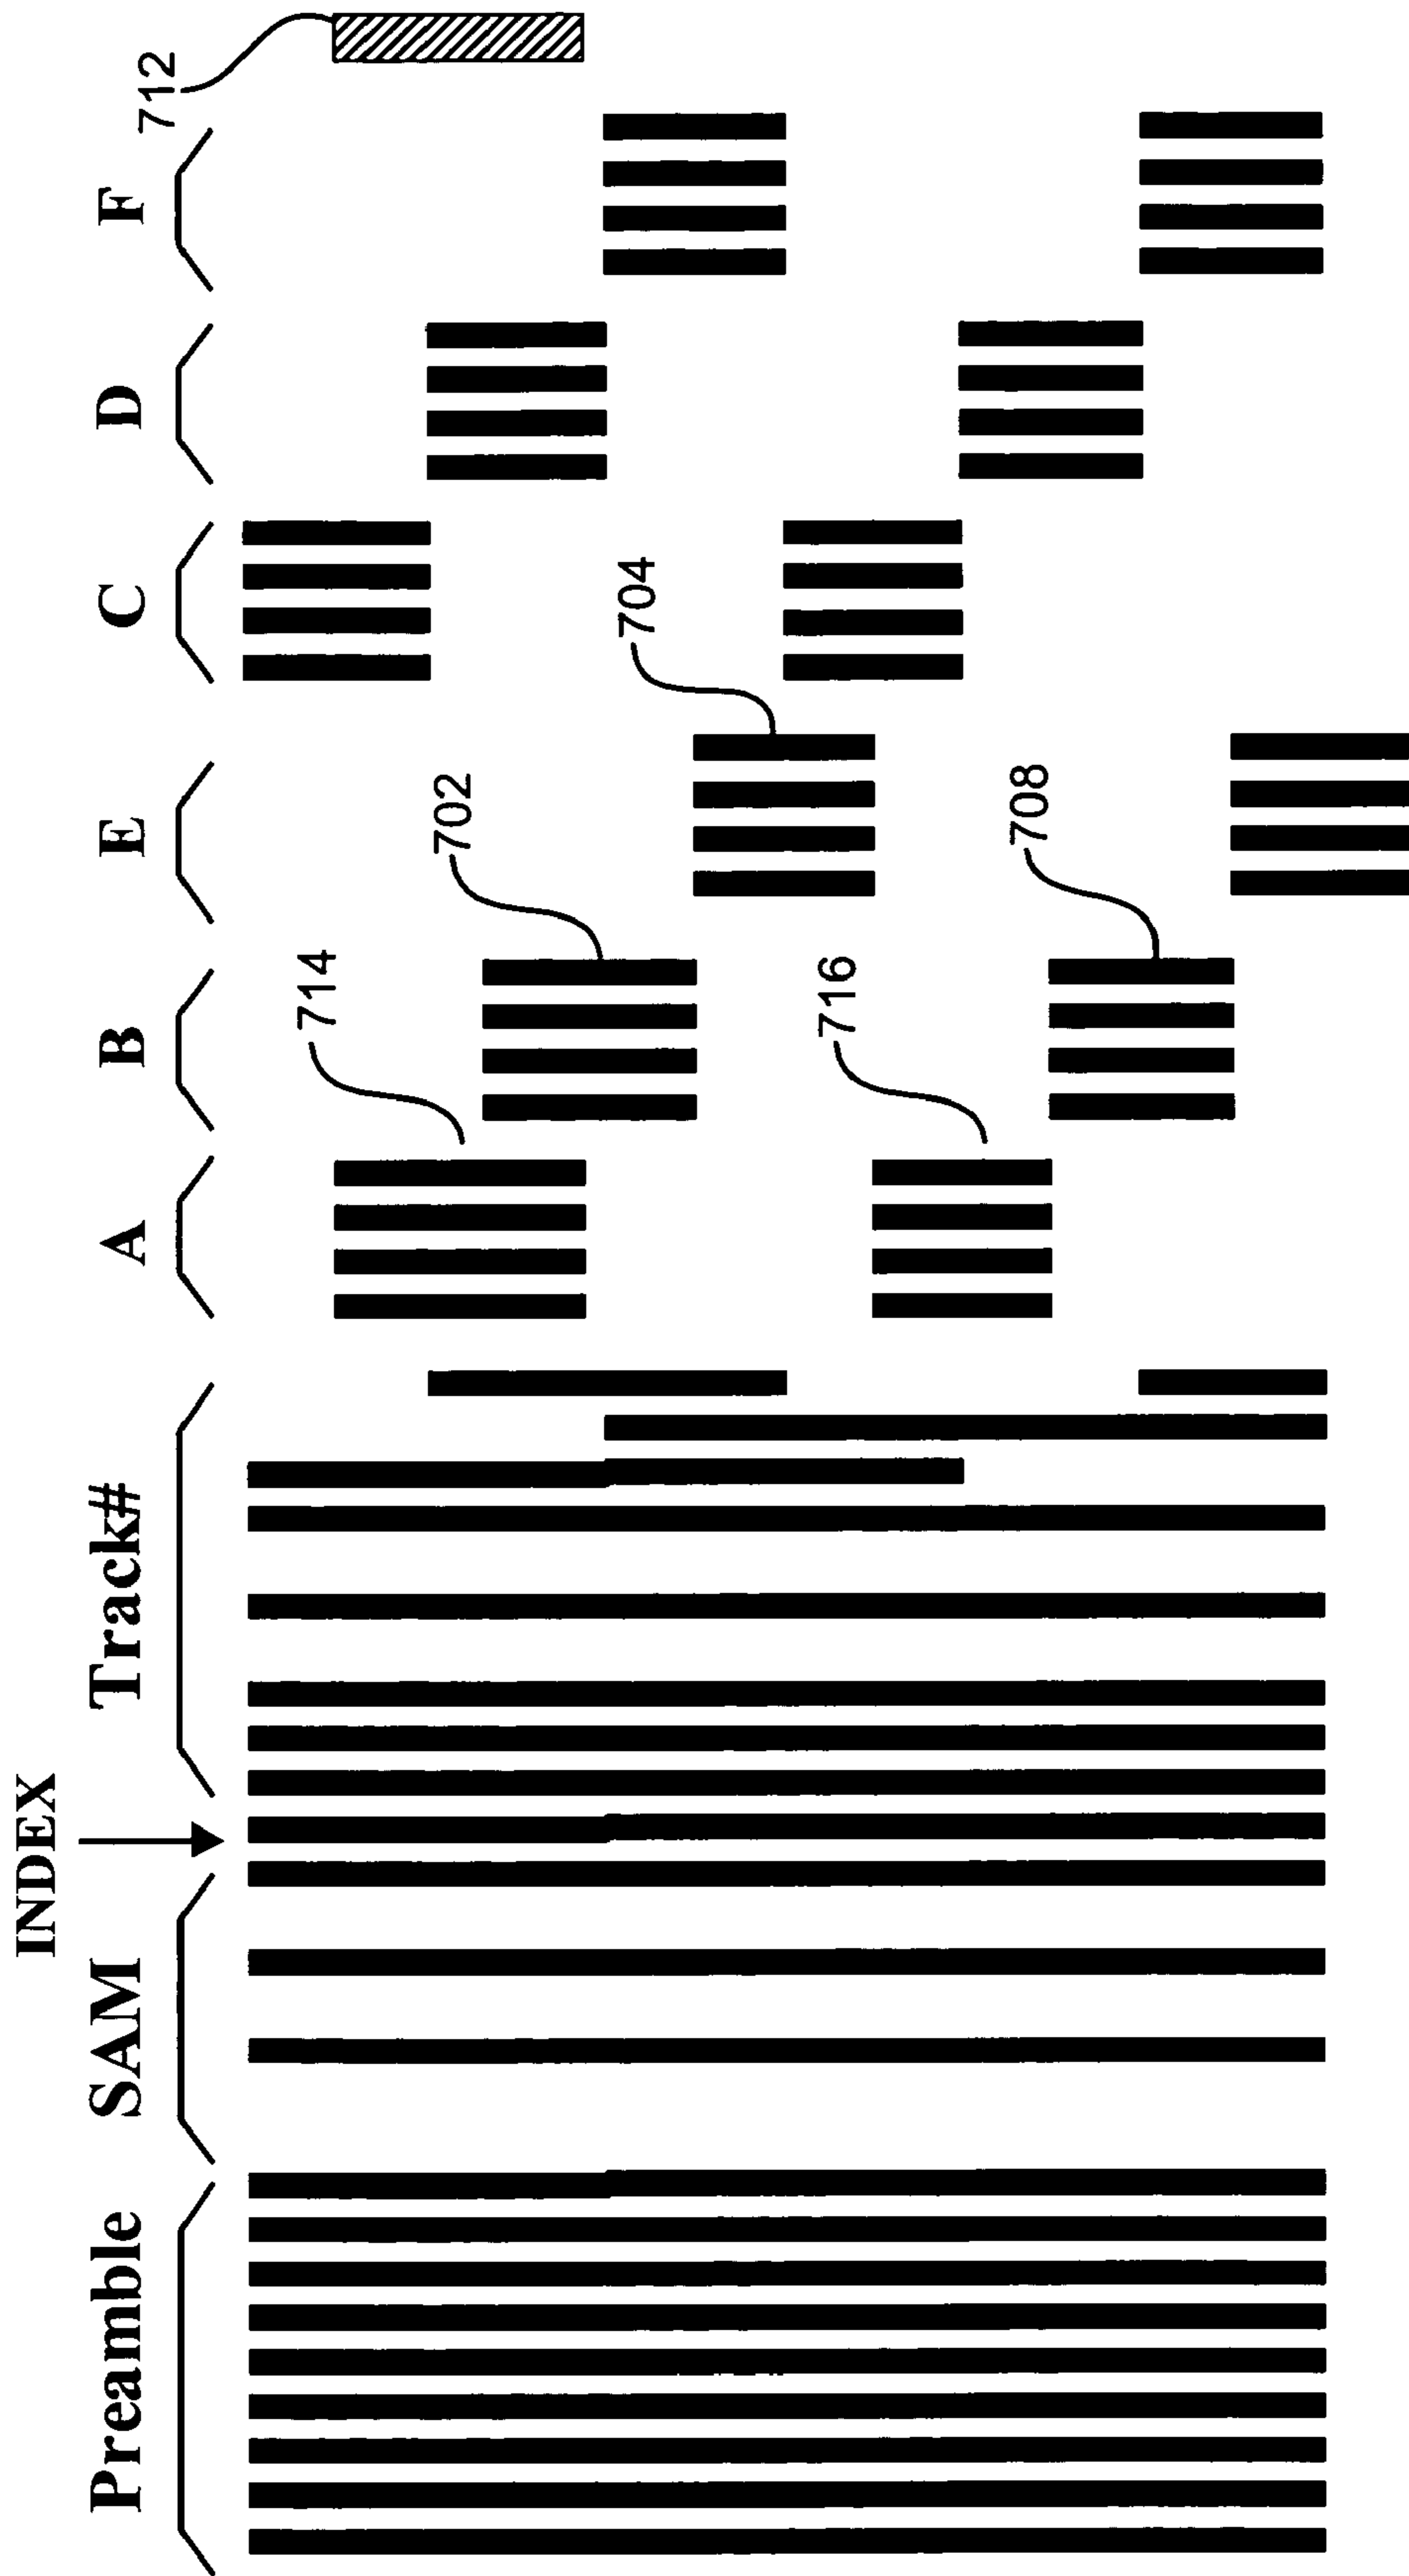 INDEX
Preamble
SAM
Track#
A
B
E
C
D
F
714
702
704
712
716
708